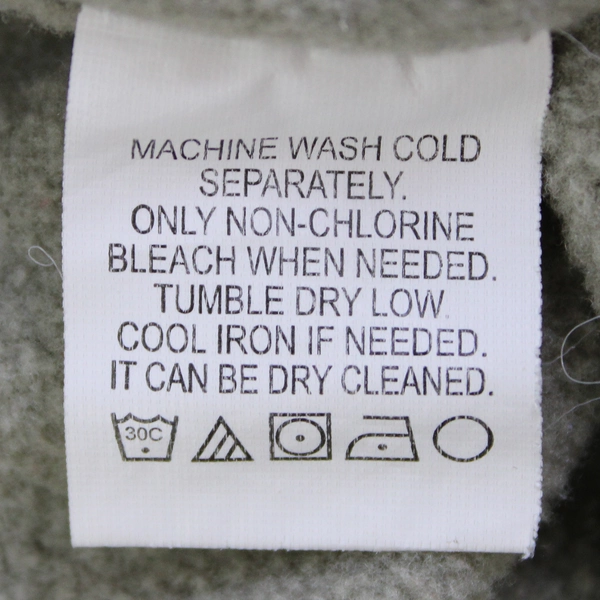 MACHINE WASH COLD
SEPARATELY.
ONLY NON-CHLORINE
BLEACH WHEN NEEDED.
TUMBLE DRY LOW.
COOL IRON IF NEEDED.
IT CAN BE DRY CLEANED.
30C